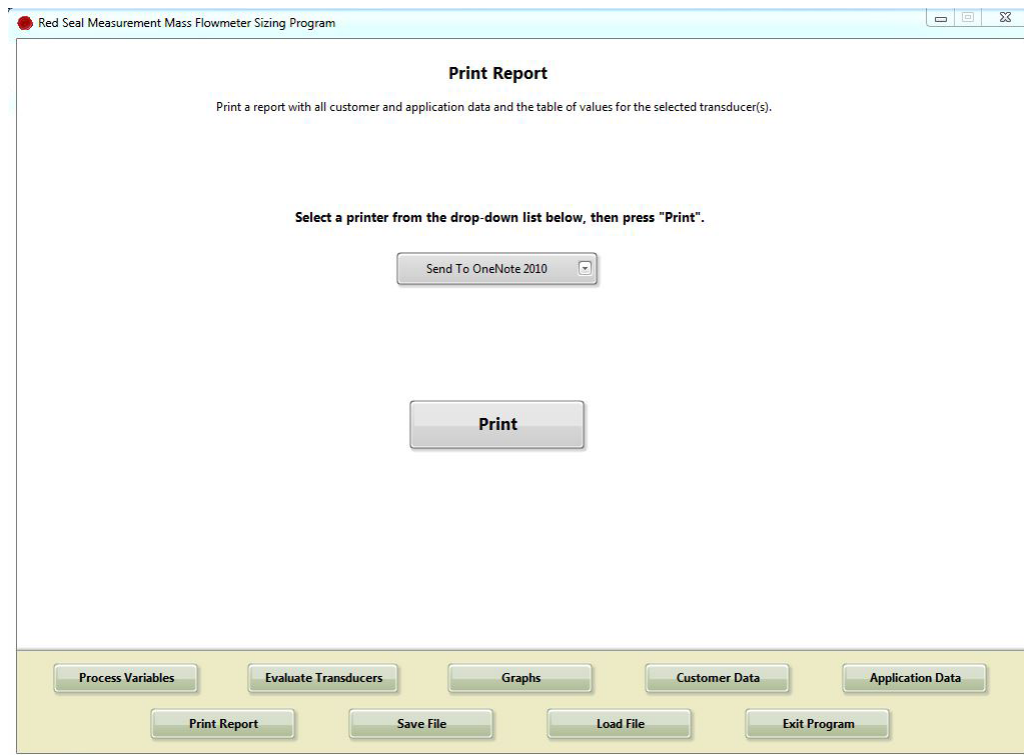 Red Seal Measurement Mass Flowmeter Sizing Program
Print Report
Print a report with all customer and application data and the table of values for the selected transducer(s).
Select a printer from the drop-down list below, then press "Print".
Send To OneNote 2010
Print
Process Variables Evaluate Transducers Graphs Customer Data Application Data
Print Report Save File Load File Exit Program